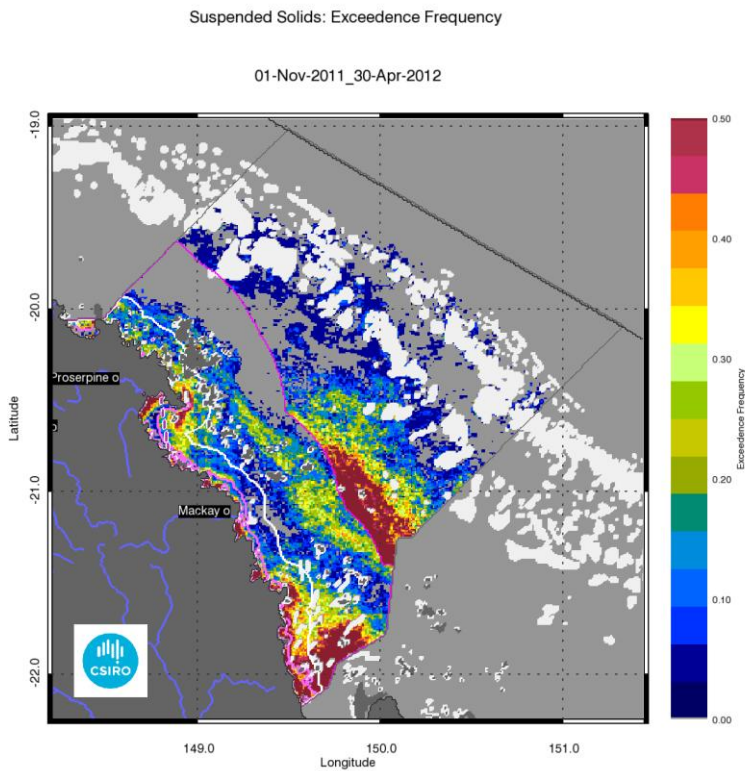 Suspended Solids: Exceedence Frequency
01-Nov-2011_30-Apr-2012
-19.0
-20.0
-21.0
-22.0
Latitude
Proserpine o
Mackay o
CSIRO
149.0
150.0
151.0
Longitude
0.50
0.40
0.30
0.20
0.10
0.00
Exceedence Frequency